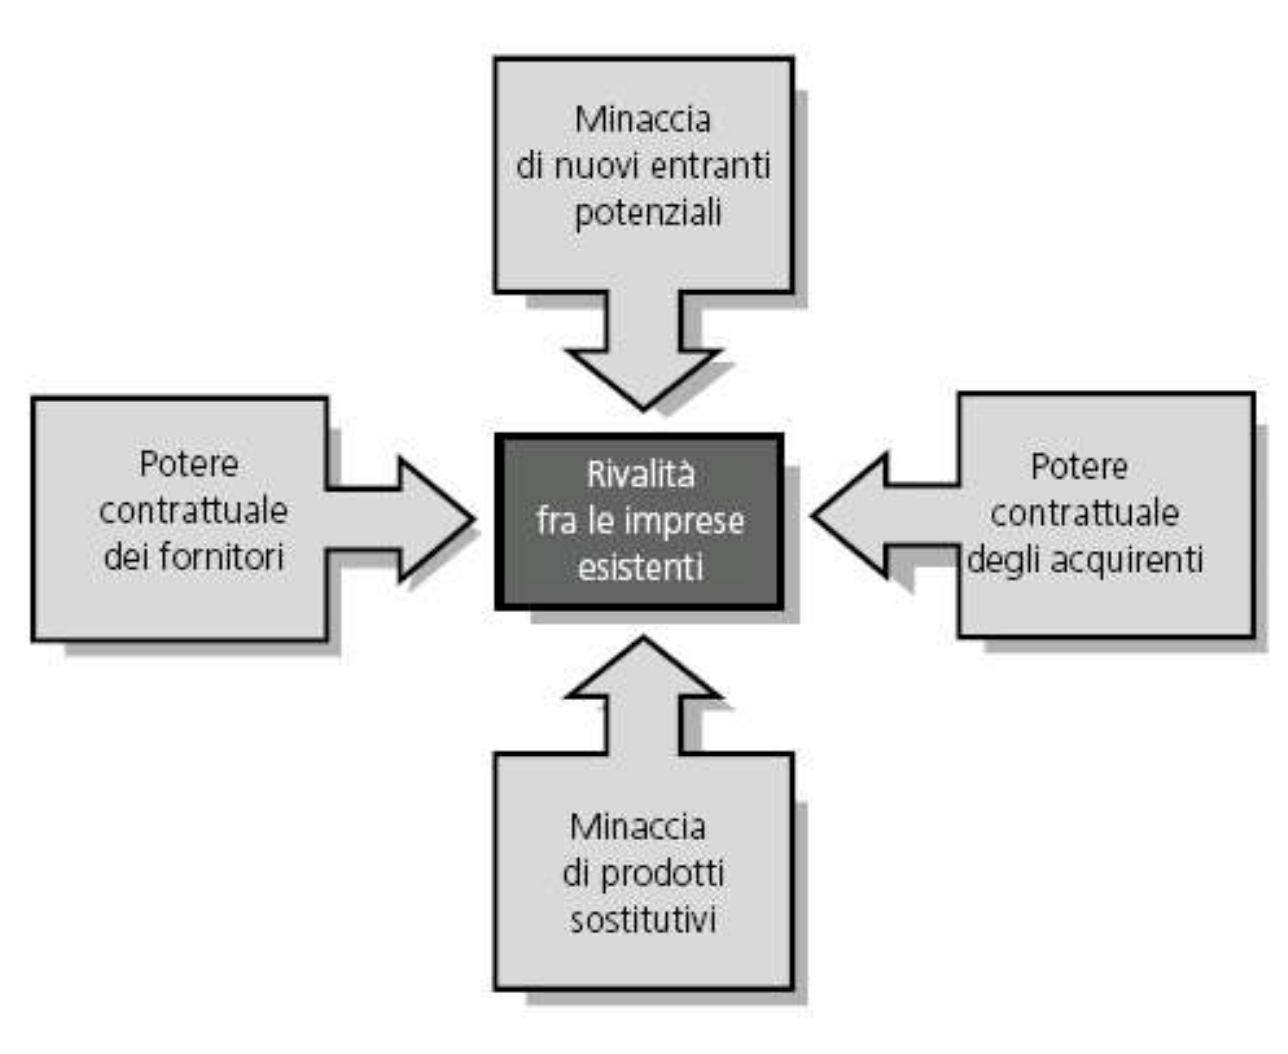 Minaccia
di nuovi entranti
potenziali
Potere
contrattuale
dei fornitori
Rivalità
fra le imprese
esistenti
Potere
contrattuale
degli acquirenti
Minaccia
di prodotti
sostitutivi